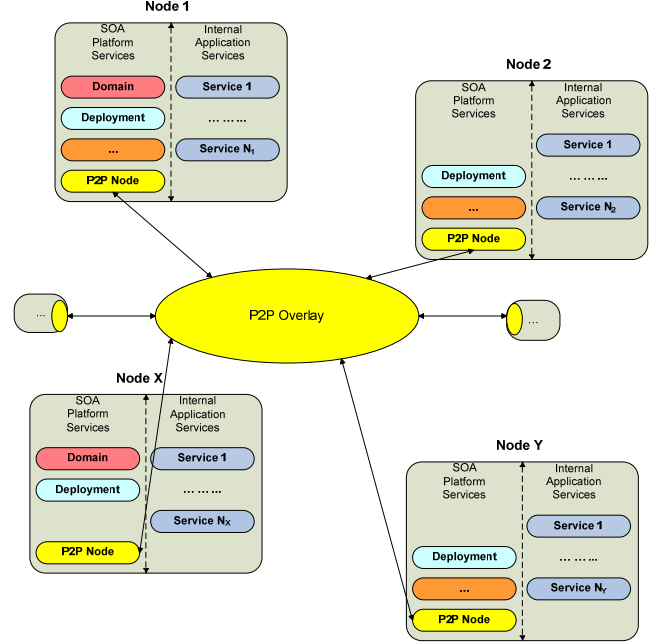 Node 1
SOA
Platform
Services
Internal
Application
Services
Domain
Service 1
Deployment
... ... ...
...
Service N1
P2P Node
Node 2
SOA
Platform
Services
Internal
Application
Services
Service 1
Deployment
... ... ...
...
Service N2
P2P Node
P2P Overlay
...
...
Node X
SOA
Platform
Services
Internal
Application
Services
Domain
Service 1
Deployment
... ... ...
Service NX
P2P Node
Node Y
SOA
Platform
Services
Internal
Application
Services
Service 1
Deployment
... ... ...
...
Service NY
P2P Node